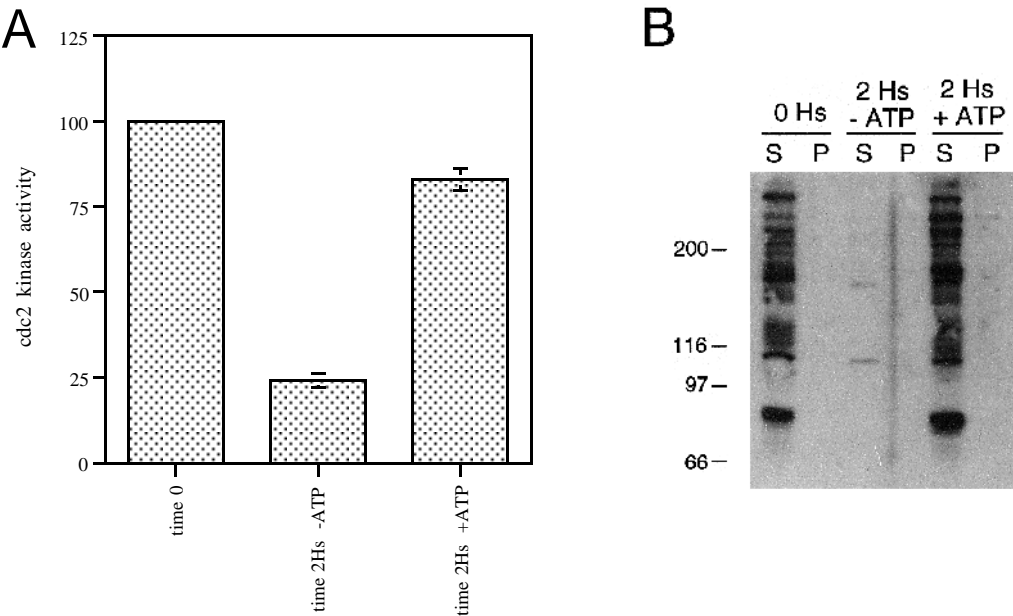 A
125
100
75
50
25
0
cdc2 kinase activity
time 0
time 2Hs -ATP
time 2Hs +ATP
B
0 Hs
2 Hs
- ATP
2 Hs
+ ATP
S P S P S P
200
116
97
66